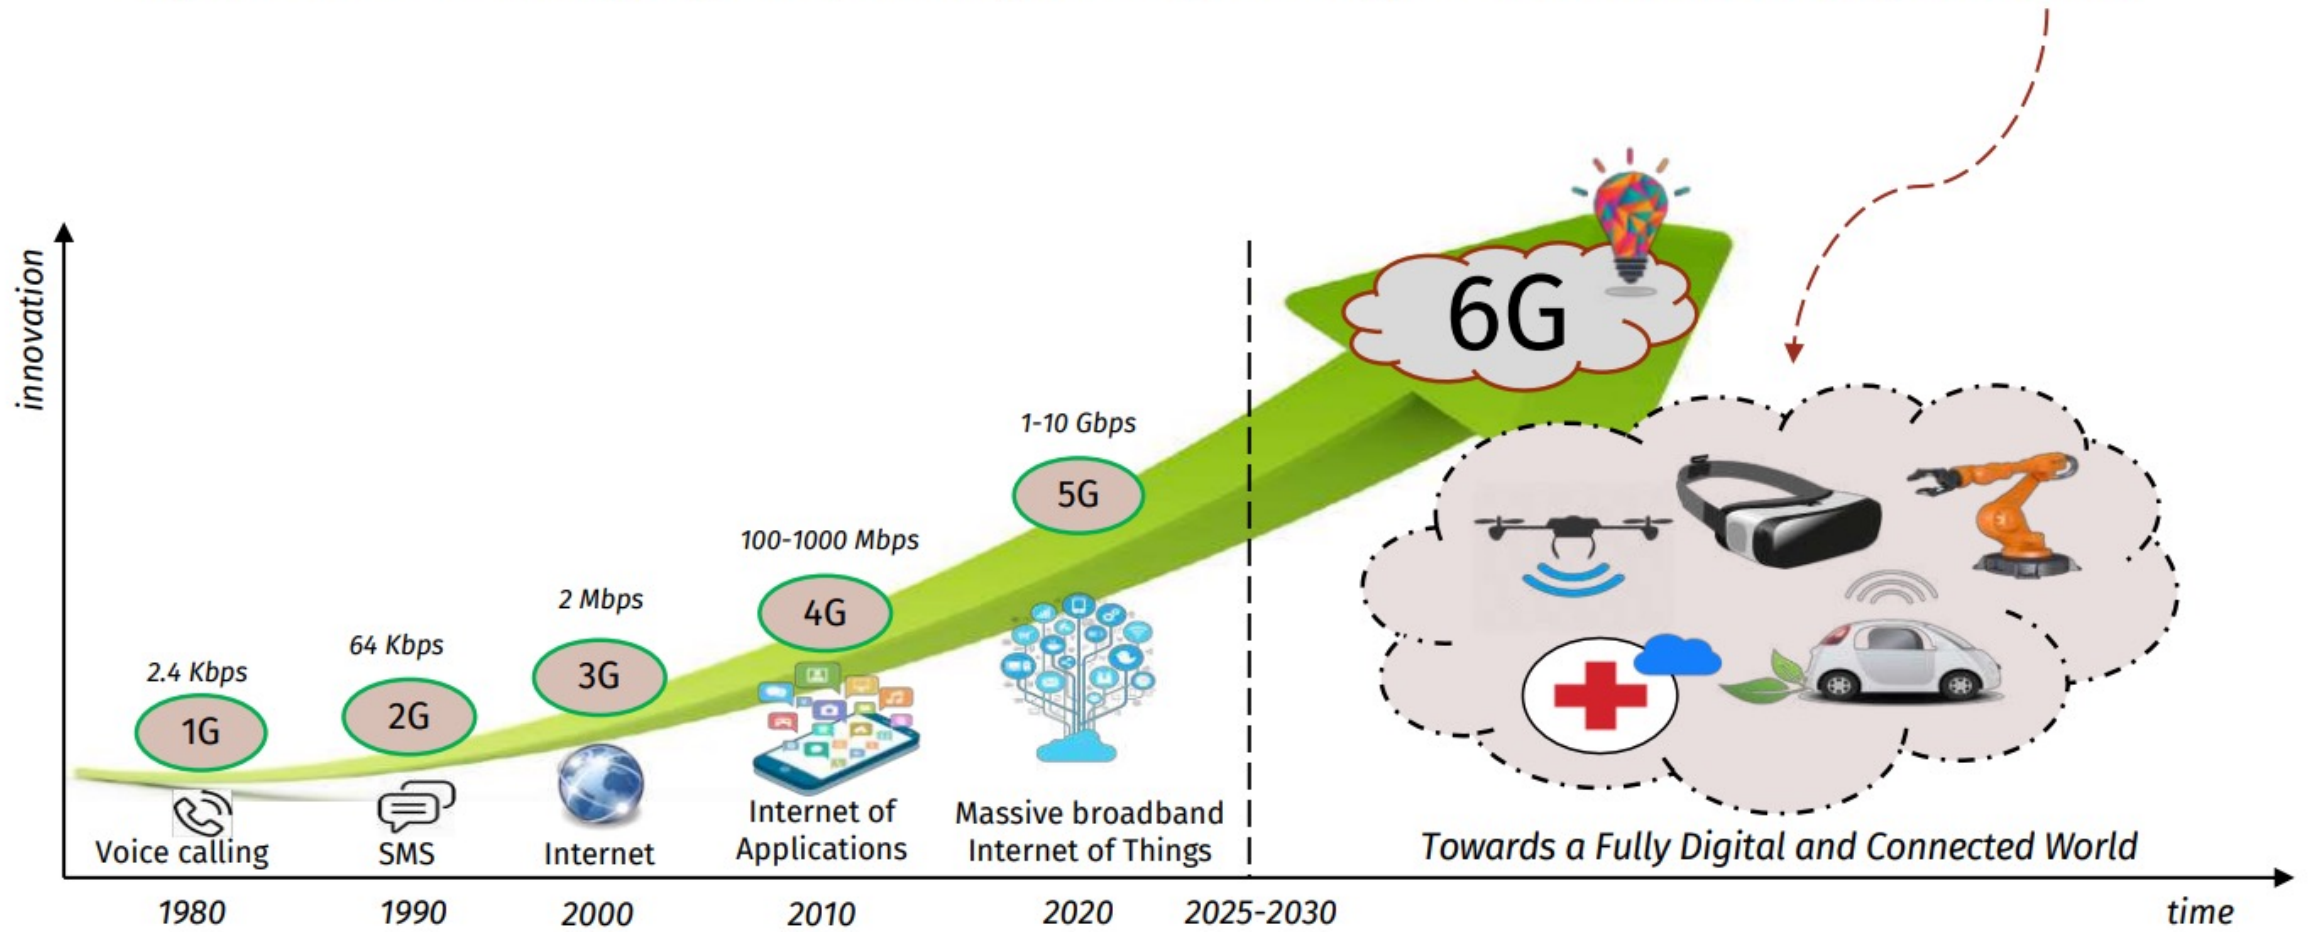 innovation
6G
1-10 Gbps
5G
100-1000 Mbps
4G
2 Mbps
3G
64 Kbps
2G
2.4 Kbps
1G
Voice calling
SMS
Internet
Internet of
Applications
Massive broadband
Internet of Things
Towards a Fully Digital and Connected World
1980
1990
2000
2010
2020
2025-2030
time